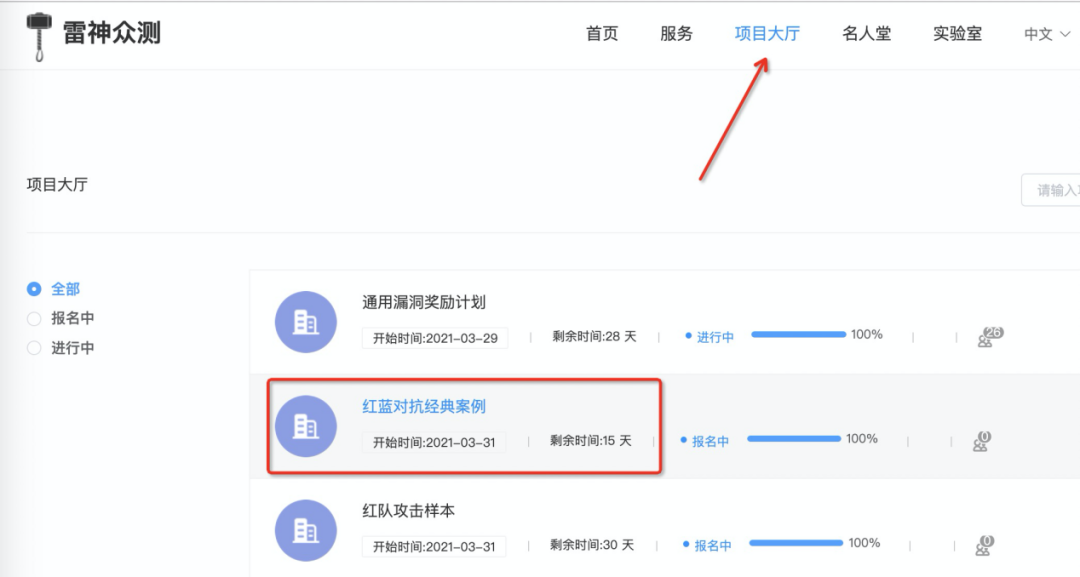 雷神众测
首页 服务 项目大厅 名人堂 实验室 中文
项目大厅
请输入
全部
报名中
进行中
通用漏洞奖励计划
开始时间:2021-03-29 剩余时间:28 天 进行中 100% 26
红蓝对抗经典案例
开始时间:2021-03-31 剩余时间:15 天 报名中 100% 0
红队攻击样本
开始时间:2021-03-31 剩余时间:30 天 报名中 100% 0